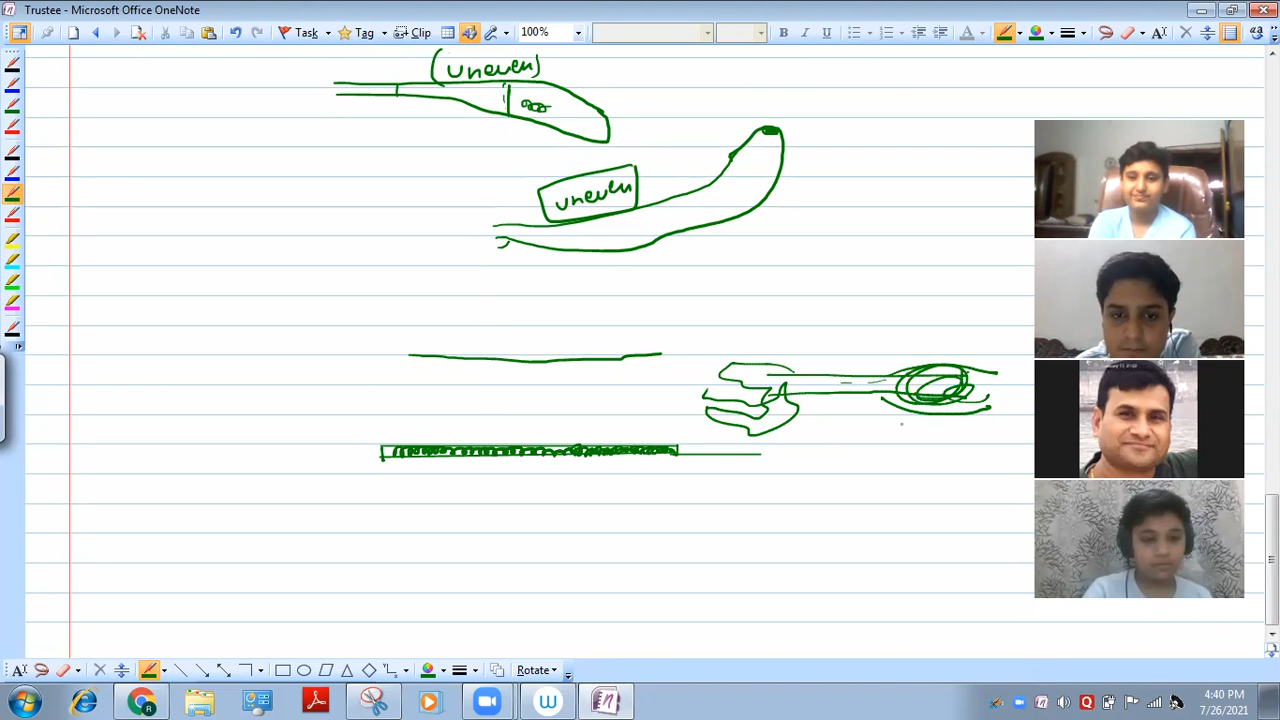 Trustee - Microsoft Office OneNote
Task Tag Clip 100%
(uneven)
uneven
Rotate
4:40 PM
7/26/2021